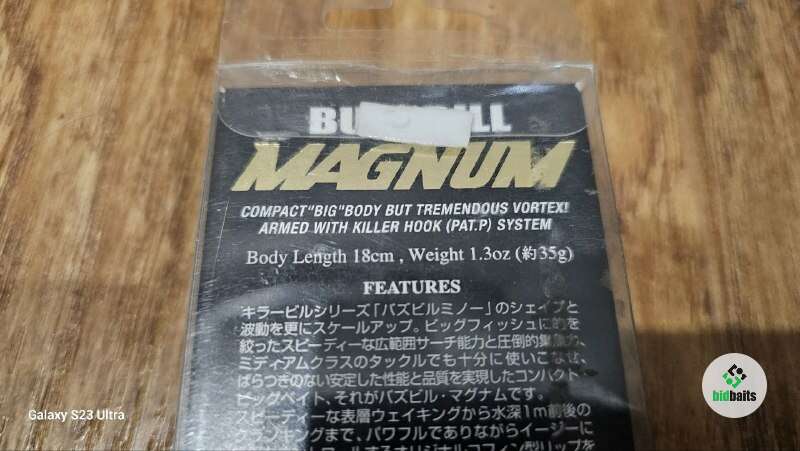 MAGNUM
COMPACT"BIG"BODY BUT TREMENDOUS VORTEX!
ARMED WITH KILLER HOOK (PAT.P) SYSTEM
Body Length 18cm , Weight 1.3oz (約35g)
FEATURES
キラービルシリーズ「バズビルミノー」のシェイプと
波動を更にスケールアップ。ビッグフィッシュに的を
絞ったスピーディーな広範囲サーチ能力と圧倒的集魚力、
ミディアムクラスのタックルでも十分に使いこなせ、
ばらつきのない安定した性能と品質を実現したコンパクト
ビッグベイト、それがバズビル・マグナムです。
スピーディーな表層ウェイキングから水深1m前後の
クランキングまで、パワフルでありながらイージーに
コフィン型リップを
Galaxy S23 Ultra
bidbaits